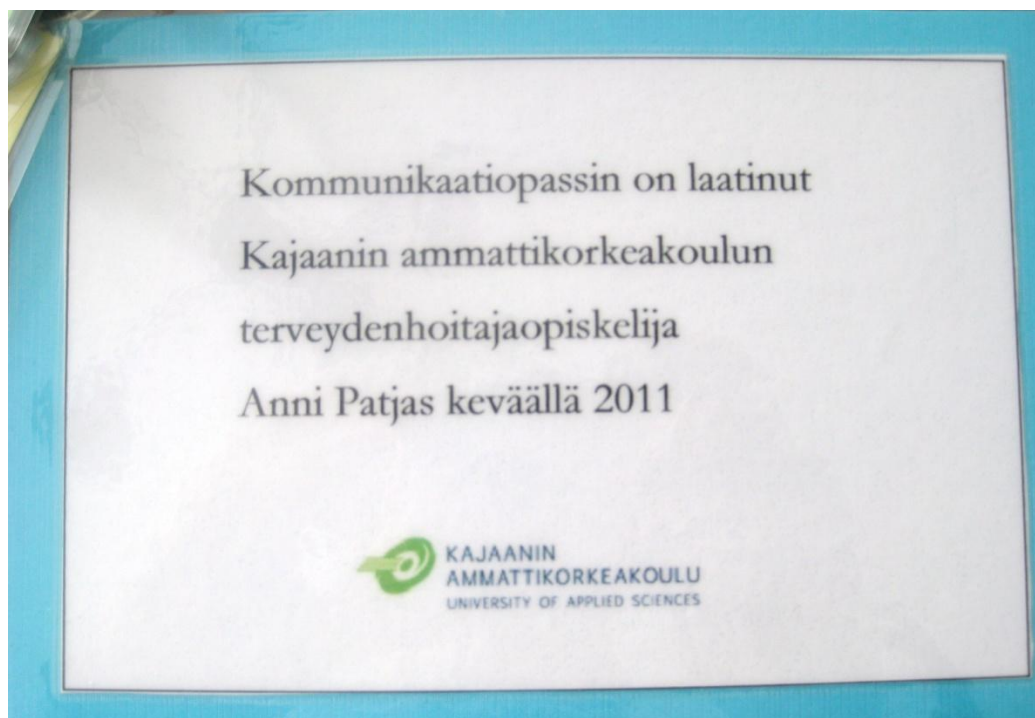 Kommunikaatiopassin on laatinut
Kajaanin ammattikorkeakoulun
terveydenhoitajaopiskelija
Anni Patjas keväällä 2011
KAJAANIN
AMMATTIKORKEAKOULU
UNIVERSITY OF APPLIED SCIENCES